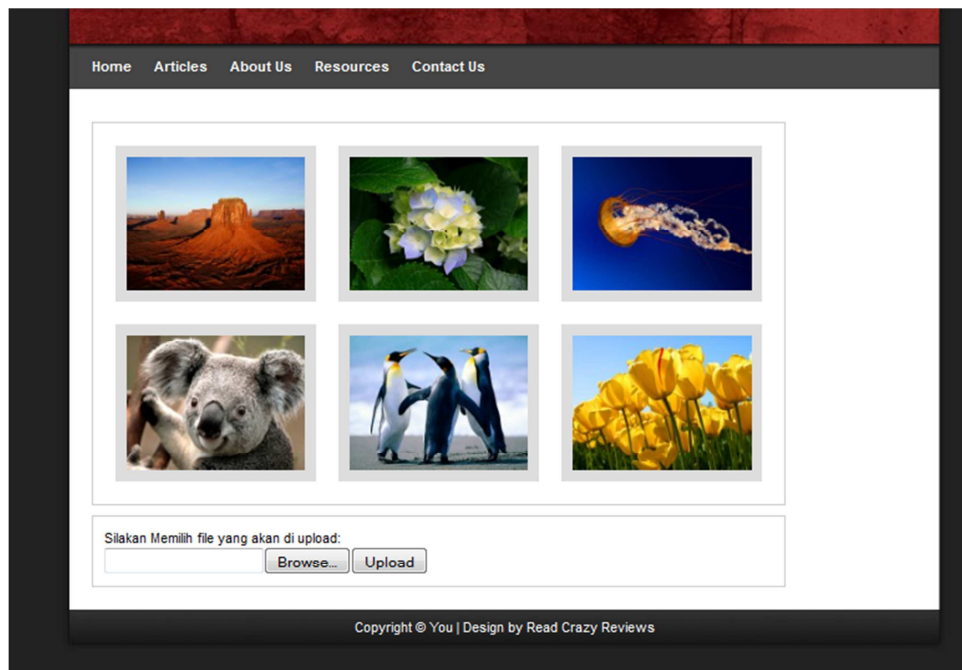 Home Articles About Us Resources Contact Us
Silakan Memilih file yang akan di upload:
Browse... Upload
Copyright © You | Design by Read Crazy Reviews